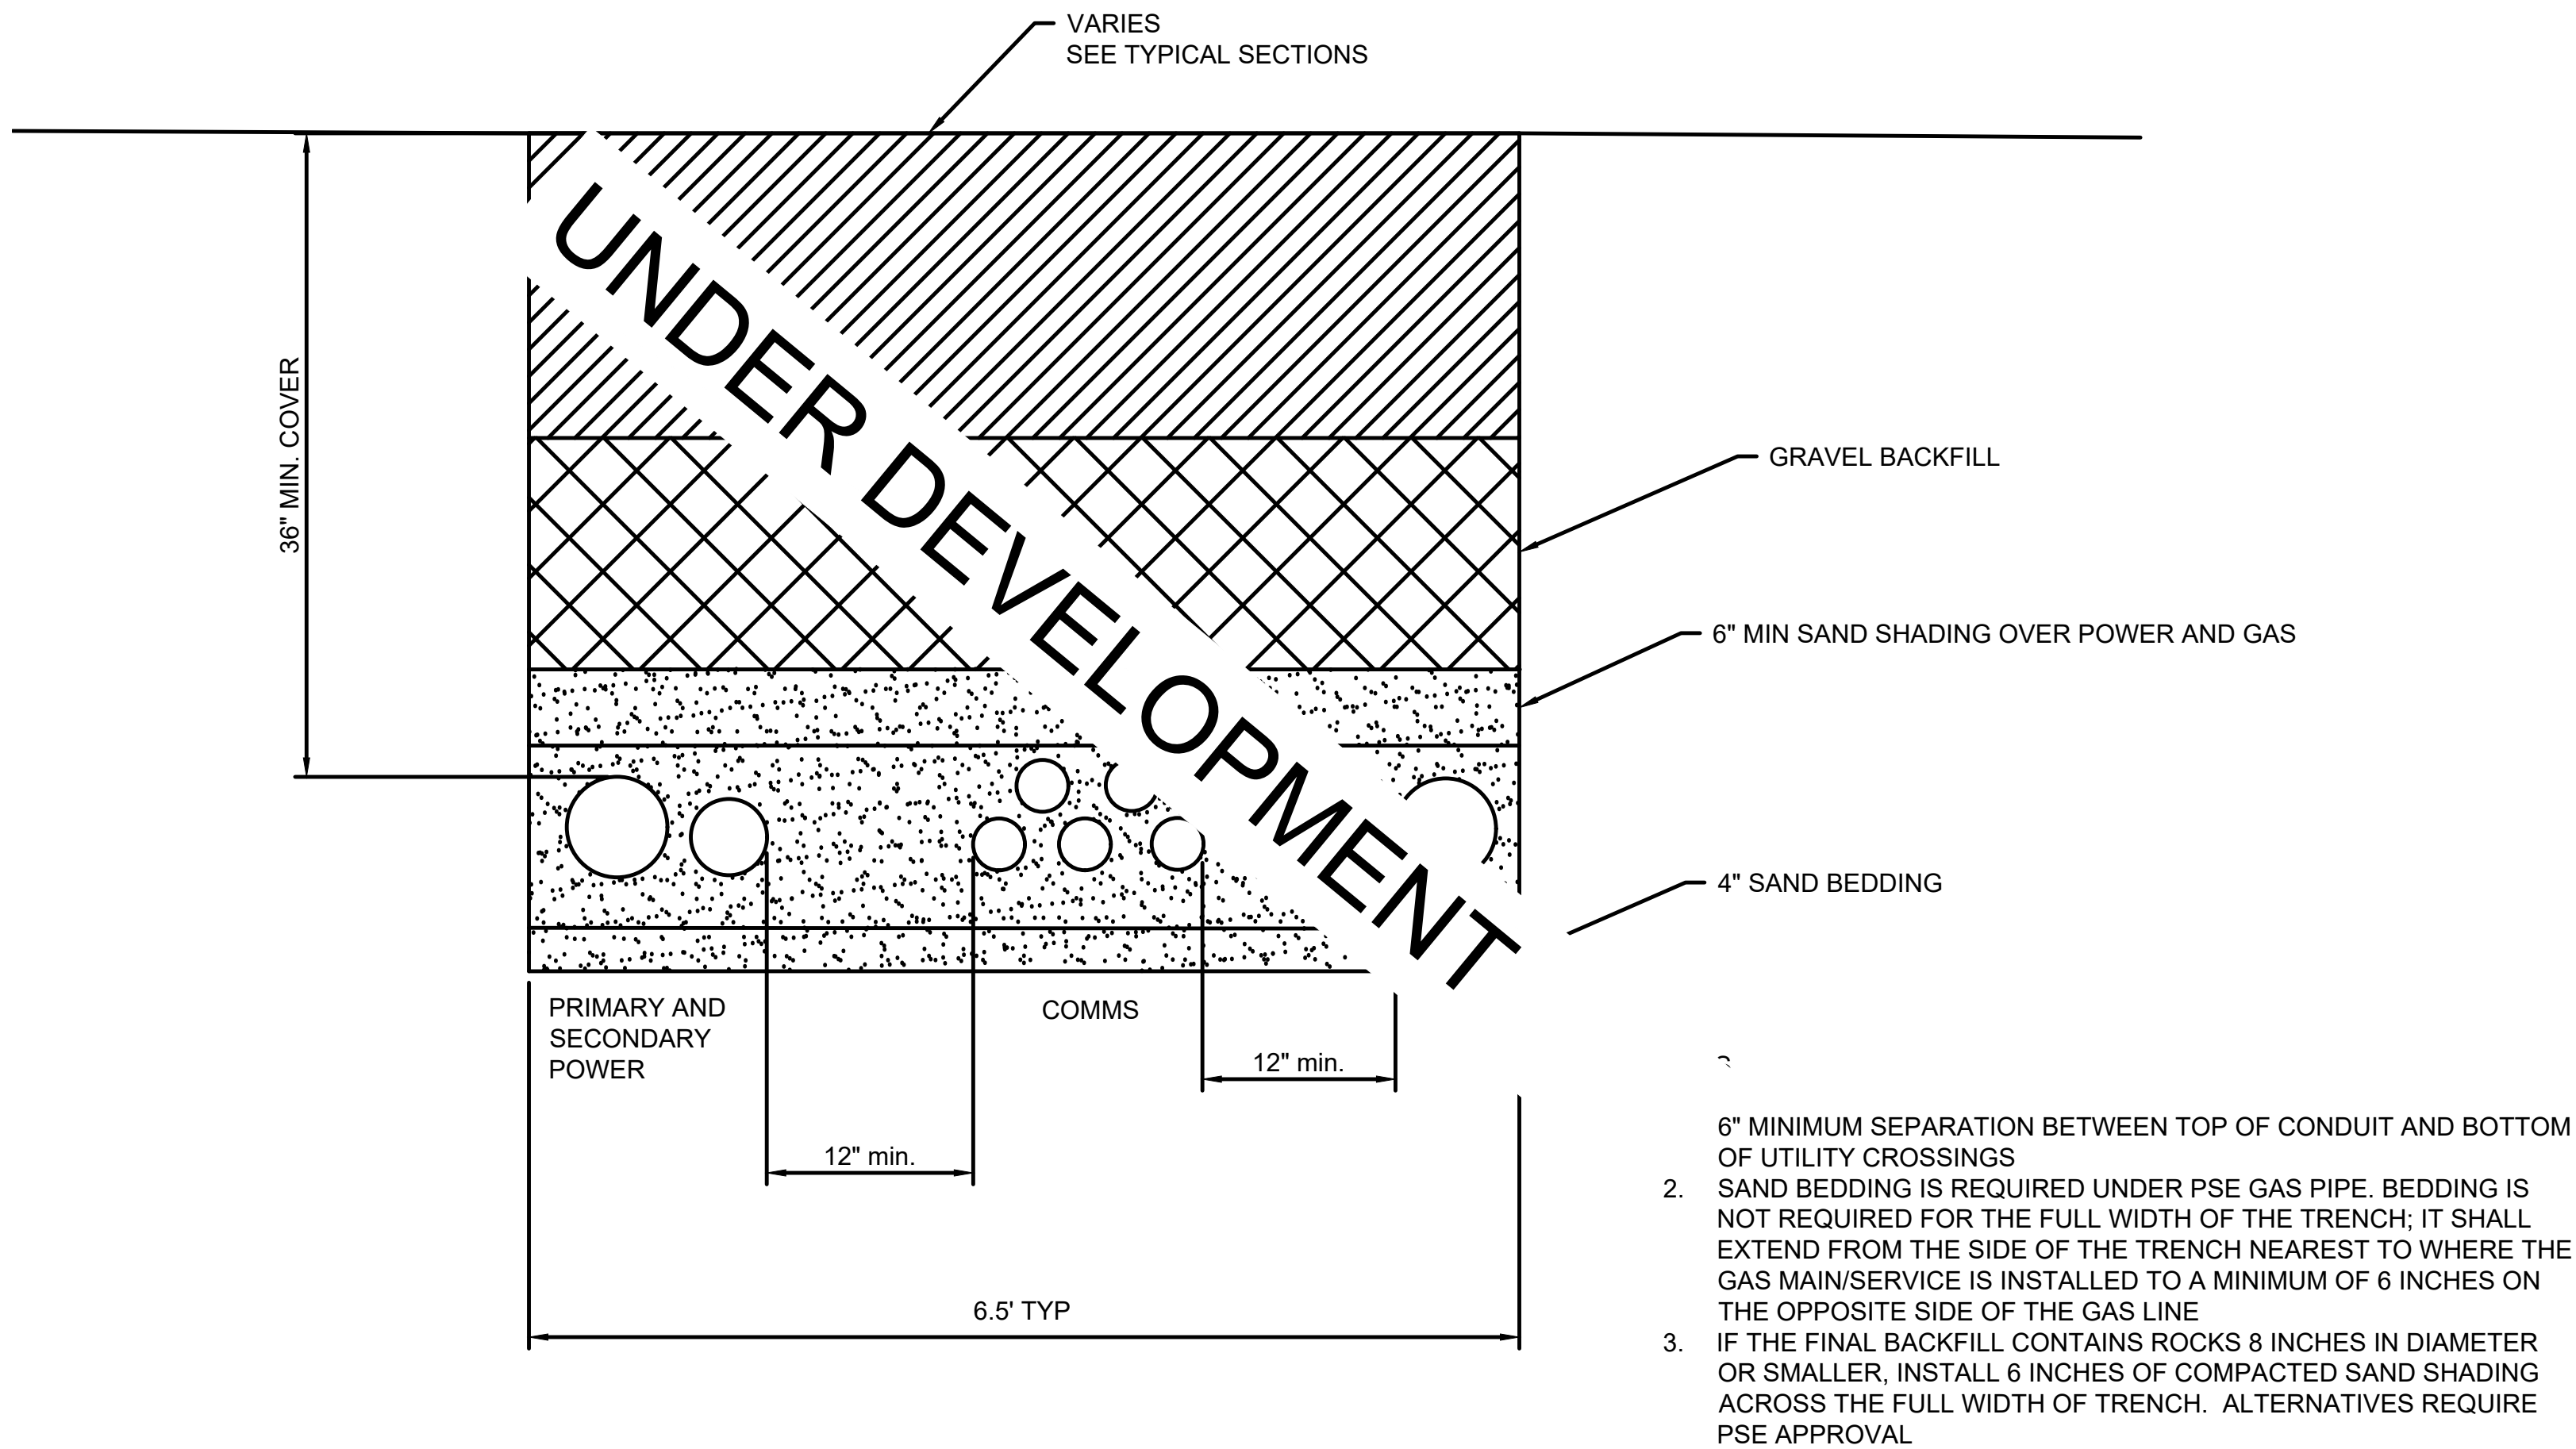 VARIES
SEE TYPICAL SECTIONS
36" MIN. COVER
UNDER DEVELOPMENT
GRAVEL BACKFILL
6" MIN SAND SHADING OVER POWER AND GAS
4" SAND BEDDING
PRIMARY AND
SECONDARY
POWER
COMMS
12" min.
12" min.
6.5' TYP
6" MINIMUM SEPARATION BETWEEN TOP OF CONDUIT AND BOTTOM
OF UTILITY CROSSINGS
2. SAND BEDDING IS REQUIRED UNDER PSE GAS PIPE. BEDDING IS
NOT REQUIRED FOR THE FULL WIDTH OF THE TRENCH; IT SHALL
EXTEND FROM THE SIDE OF THE TRENCH NEAREST TO WHERE THE
GAS MAIN/SERVICE IS INSTALLED TO A MINIMUM OF 6 INCHES ON
THE OPPOSITE SIDE OF THE GAS LINE
3. IF THE FINAL BACKFILL CONTAINS ROCKS 8 INCHES IN DIAMETER
OR SMALLER, INSTALL 6 INCHES OF COMPACTED SAND SHADING
ACROSS THE FULL WIDTH OF TRENCH. ALTERNATIVES REQUIRE
PSE APPROVAL